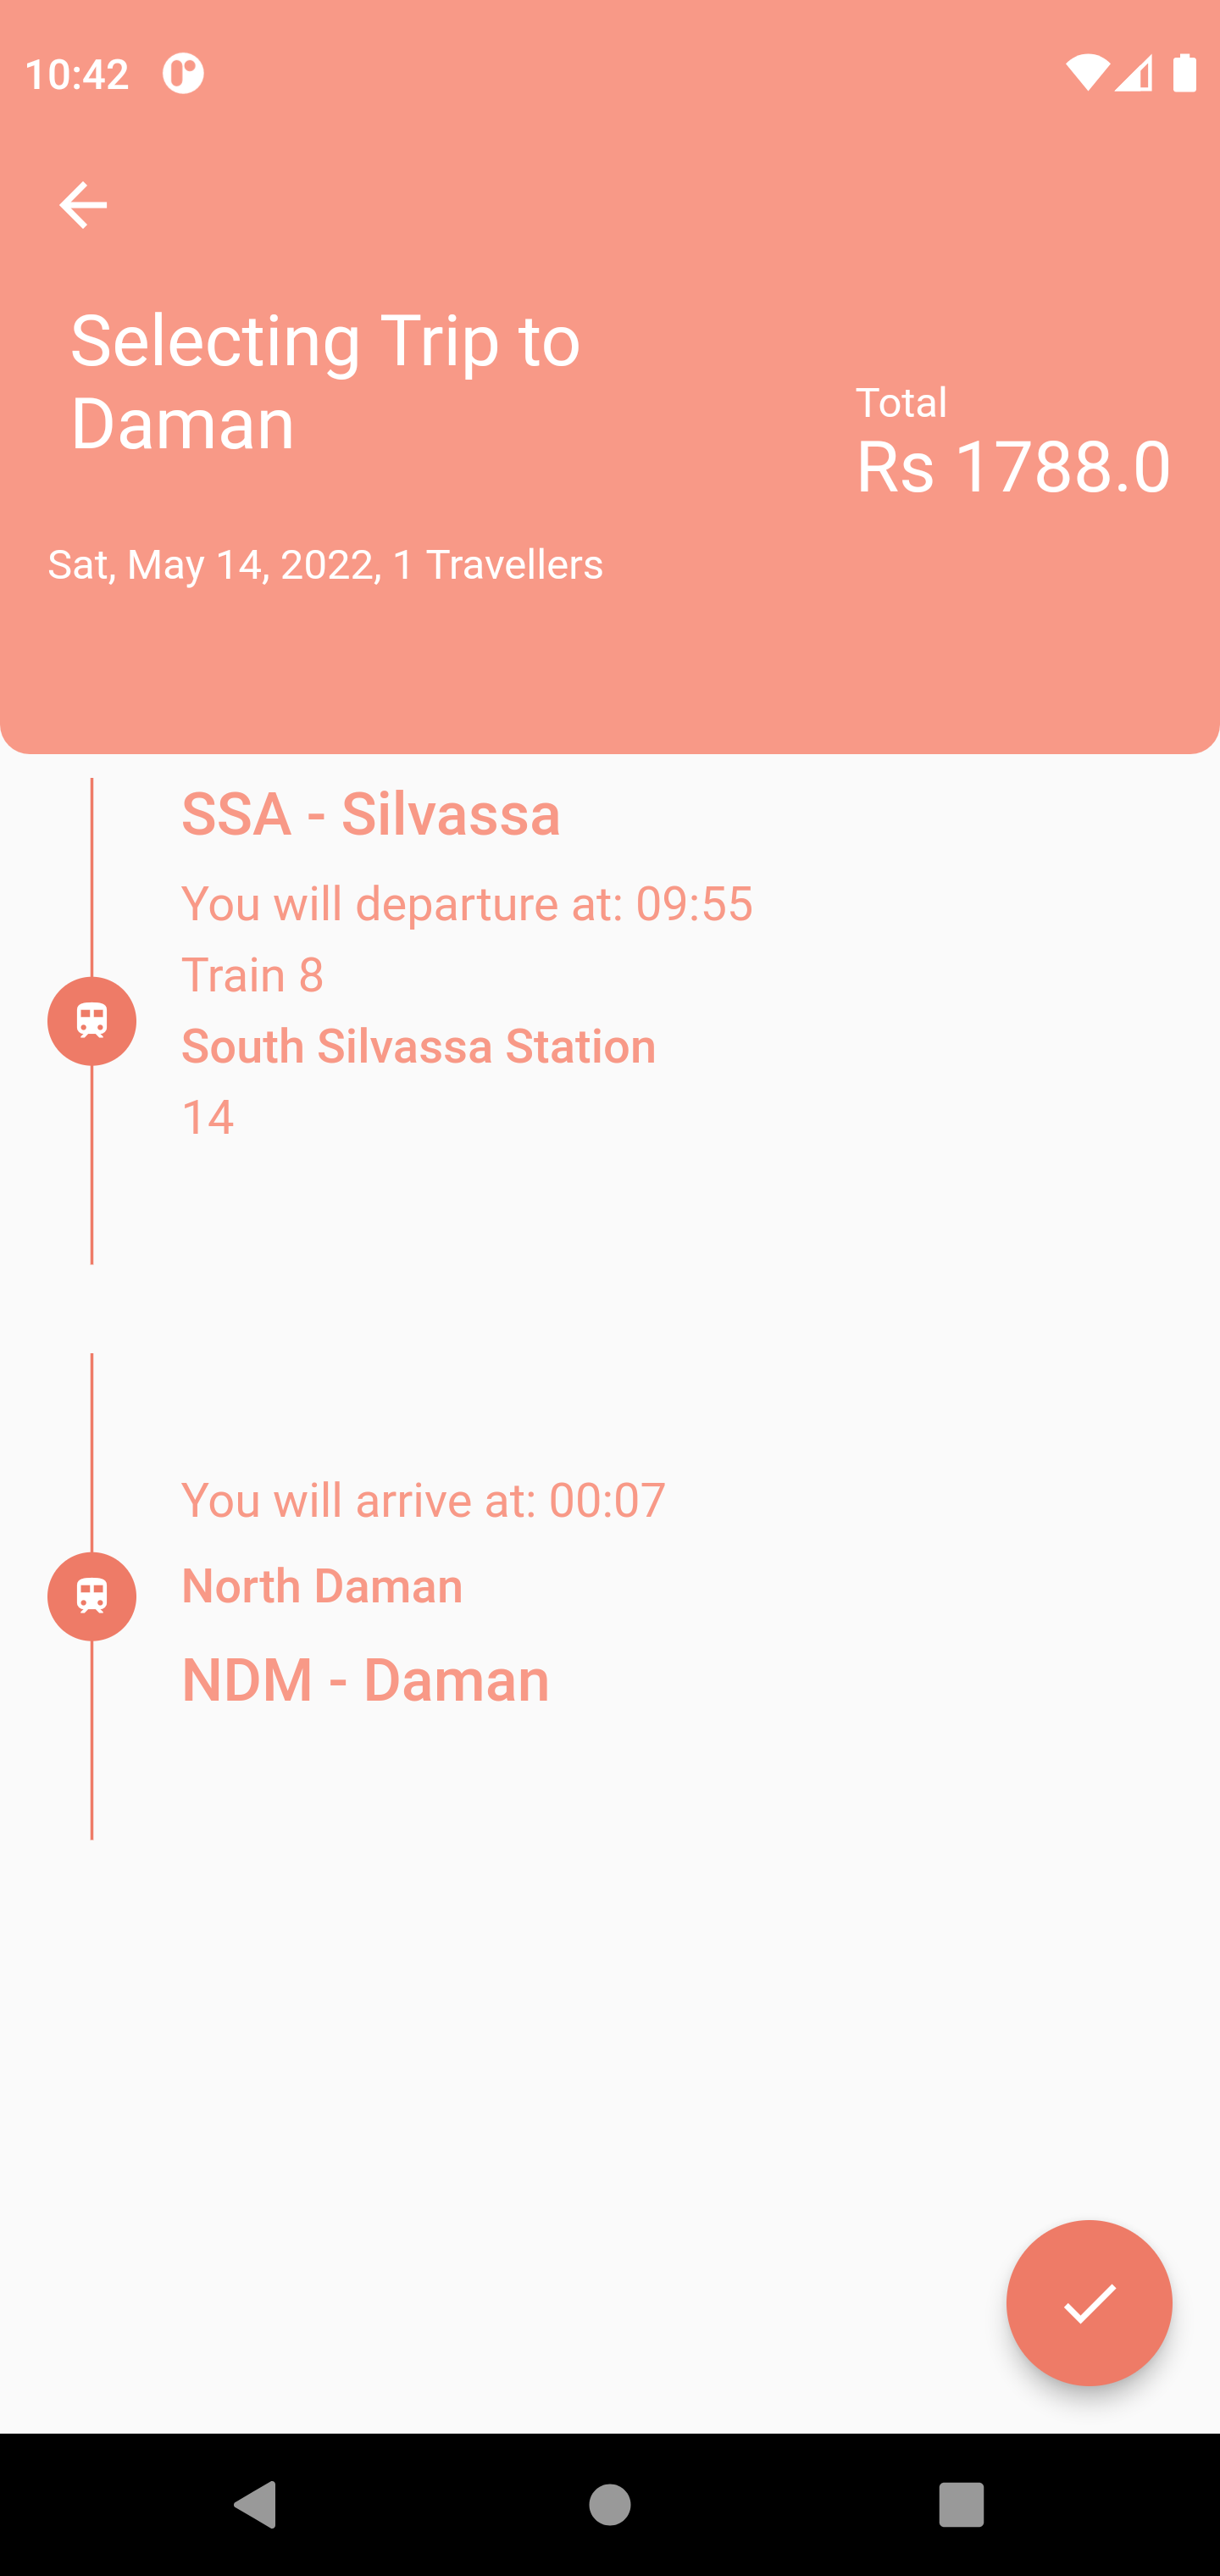 10:42
Selecting Trip to
Daman
Total
Rs 1788.0
Sat, May 14, 2022, 1 Travellers
SSA - Silvassa
You will departure at: 09:55
Train 8
South Silvassa Station
14
You will arrive at: 00:07
North Daman
NDM - Daman